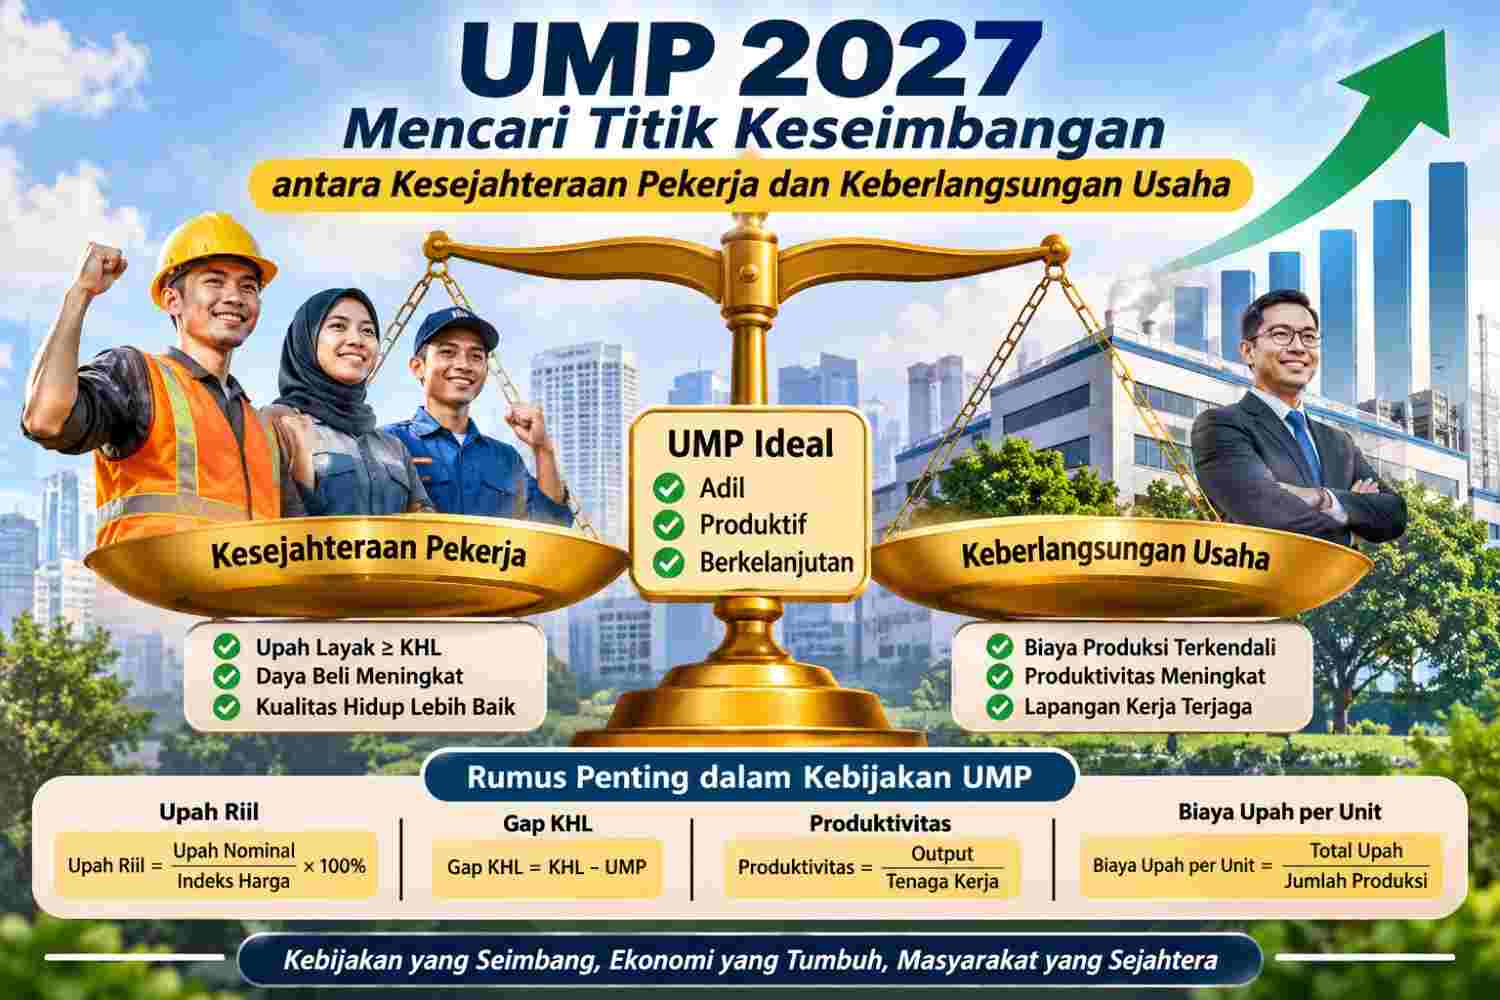 UMP 2027
Mencari Titik Keseimbangan
antara Kesejahteraan Pekerja dan Keberlangsungan Usaha
UMP Ideal
Adil
Produktif
Berkelanjutan
Kesejahteraan Pekerja
Keberlangsungan Usaha
Upah Layak ≥ KHL
Daya Beli Meningkat
Kualitas Hidup Lebih Baik
Biaya Produksi Terkendali
Produktivitas Meningkat
Lapangan Kerja Terjaga
Rumus Penting dalam Kebijakan UMP
Upah Riil
Upah Riil = Upah Nominal / Indeks Harga × 100%
Gap KHL
Gap KHL = KHL – UMP
Produktivitas
Produktivitas = Output / Tenaga Kerja
Biaya Upah per Unit
Biaya Upah per Unit = Total Upah / Jumlah Produksi
Kebijakan yang Seimbang, Ekonomi yang Tumbuh, Masyarakat yang Sejahtera